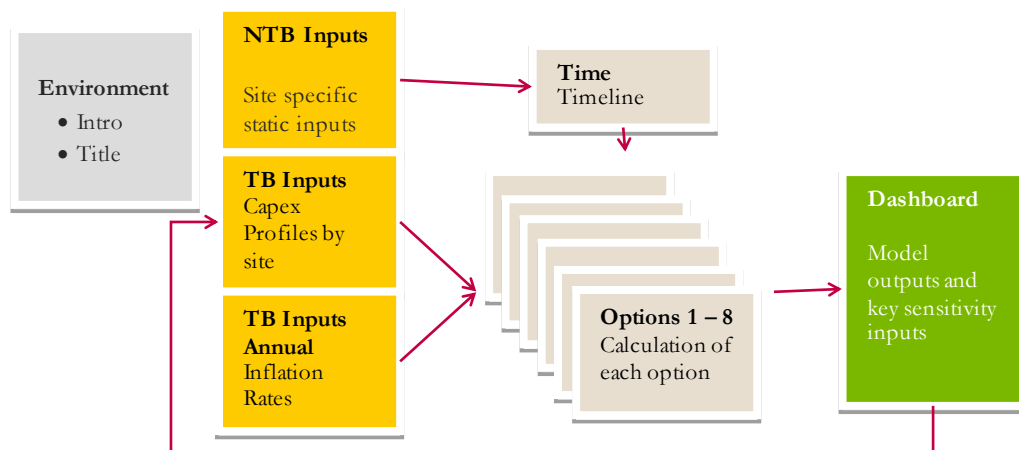 Environment
• Intro
• Title
NTB Inputs
Site specific
static inputs
TB Inputs
Capex
Profiles by
site
TB Inputs
Annual
Inflation
Rates
Time
Timeline
Options 1 – 8
Calculation of
each option
Dashboard
Model
outputs and
key sensitivity
inputs